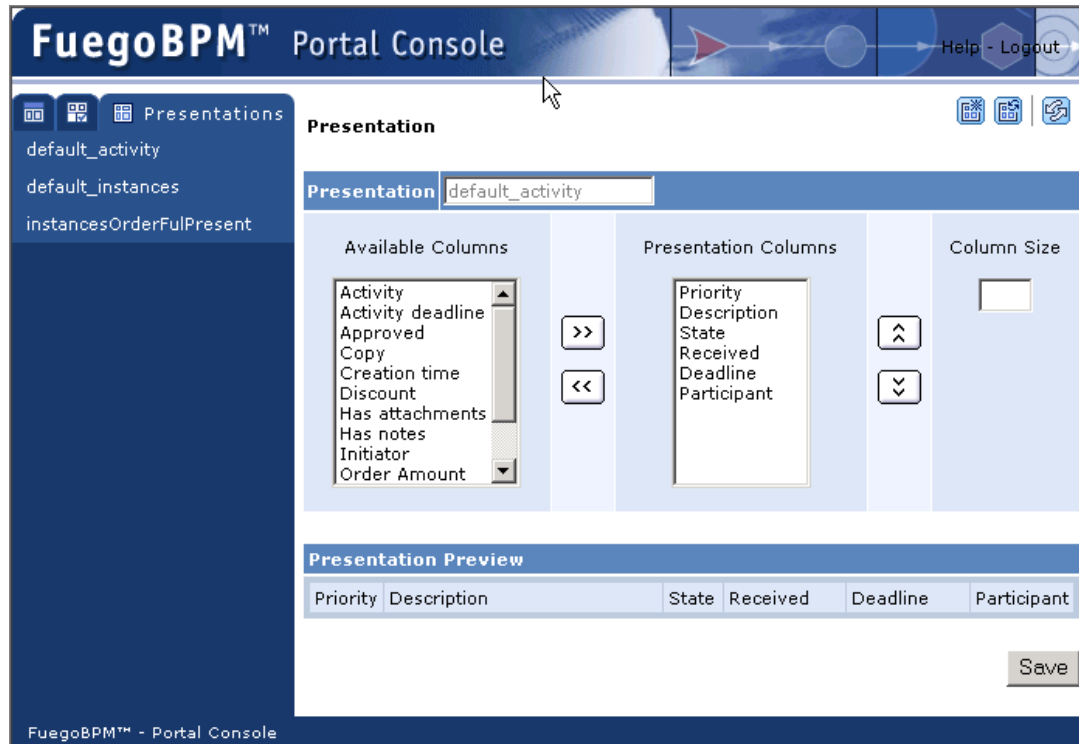 FuegoBPM™ Portal Console
Help - Logout
Presentations
default_activity
default_instances
instancesOrderFulPresent
Presentation
Presentation default_activity
Available Columns
Activity
Activity deadline
Approved
Copy
Creation time
Discount
Has attachments
Has notes
Initiator
Order Amount
>>
<<
Presentation Columns
Priority
Description
State
Received
Deadline
Participant
Column Size
Presentation Preview
Priority Description State Received Deadline Participant
Save
FuegoBPM™ - Portal Console